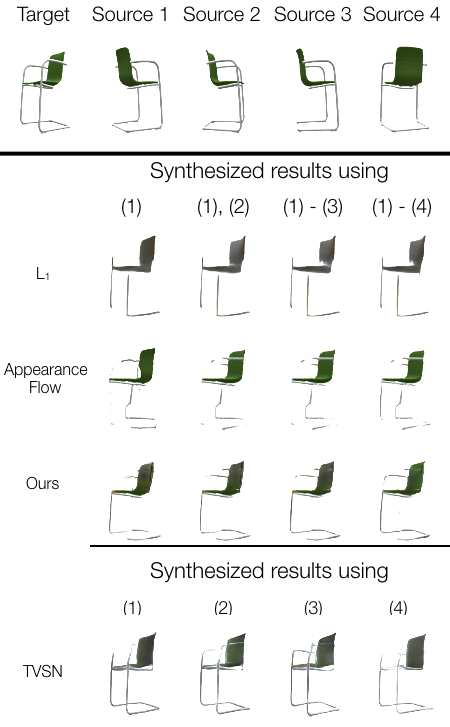 Target Source 1 Source 2 Source 3 Source 4
Synthesized results using
(1) (1), (2) (1) - (3) (1) - (4)
L₁
Appearance
Flow
Ours
Synthesized results using
(1) (2) (3) (4)
TVSN